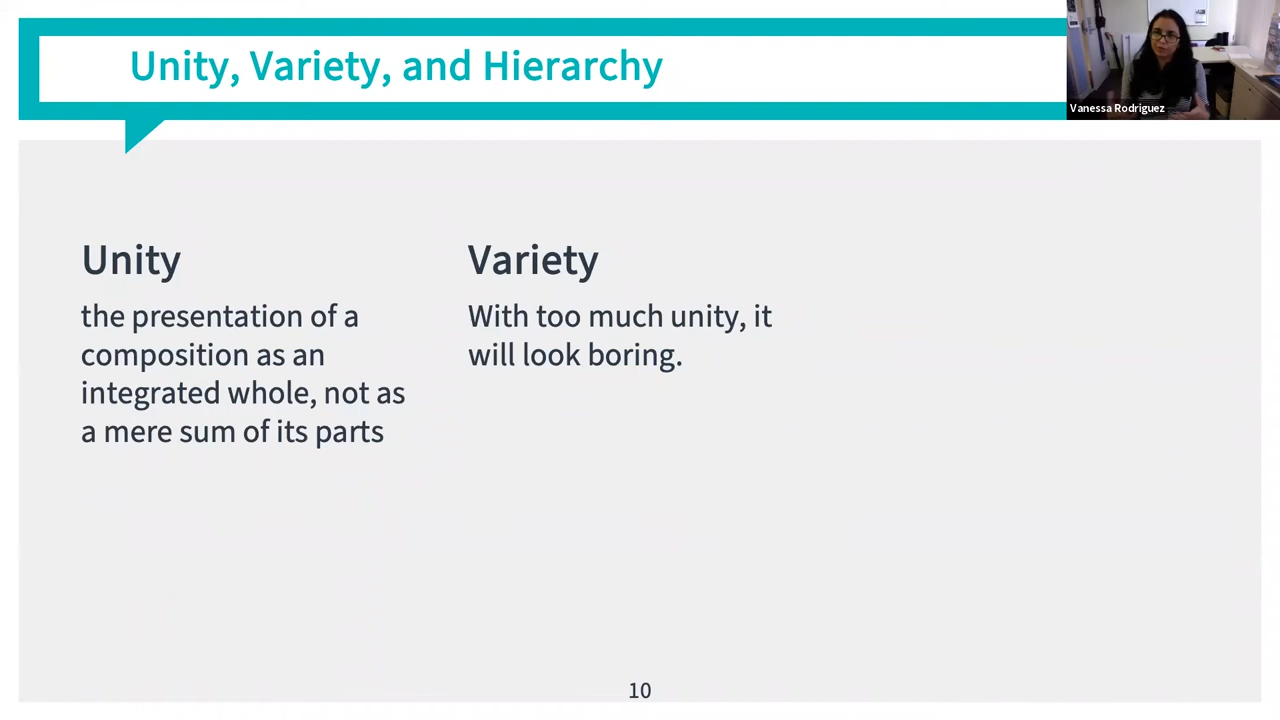 Unity, Variety, and Hierarchy
Vanessa Rodriguez
Unity
the presentation of a
composition as an
integrated whole, not as
a mere sum of its parts
Variety
With too much unity, it
will look boring.
10